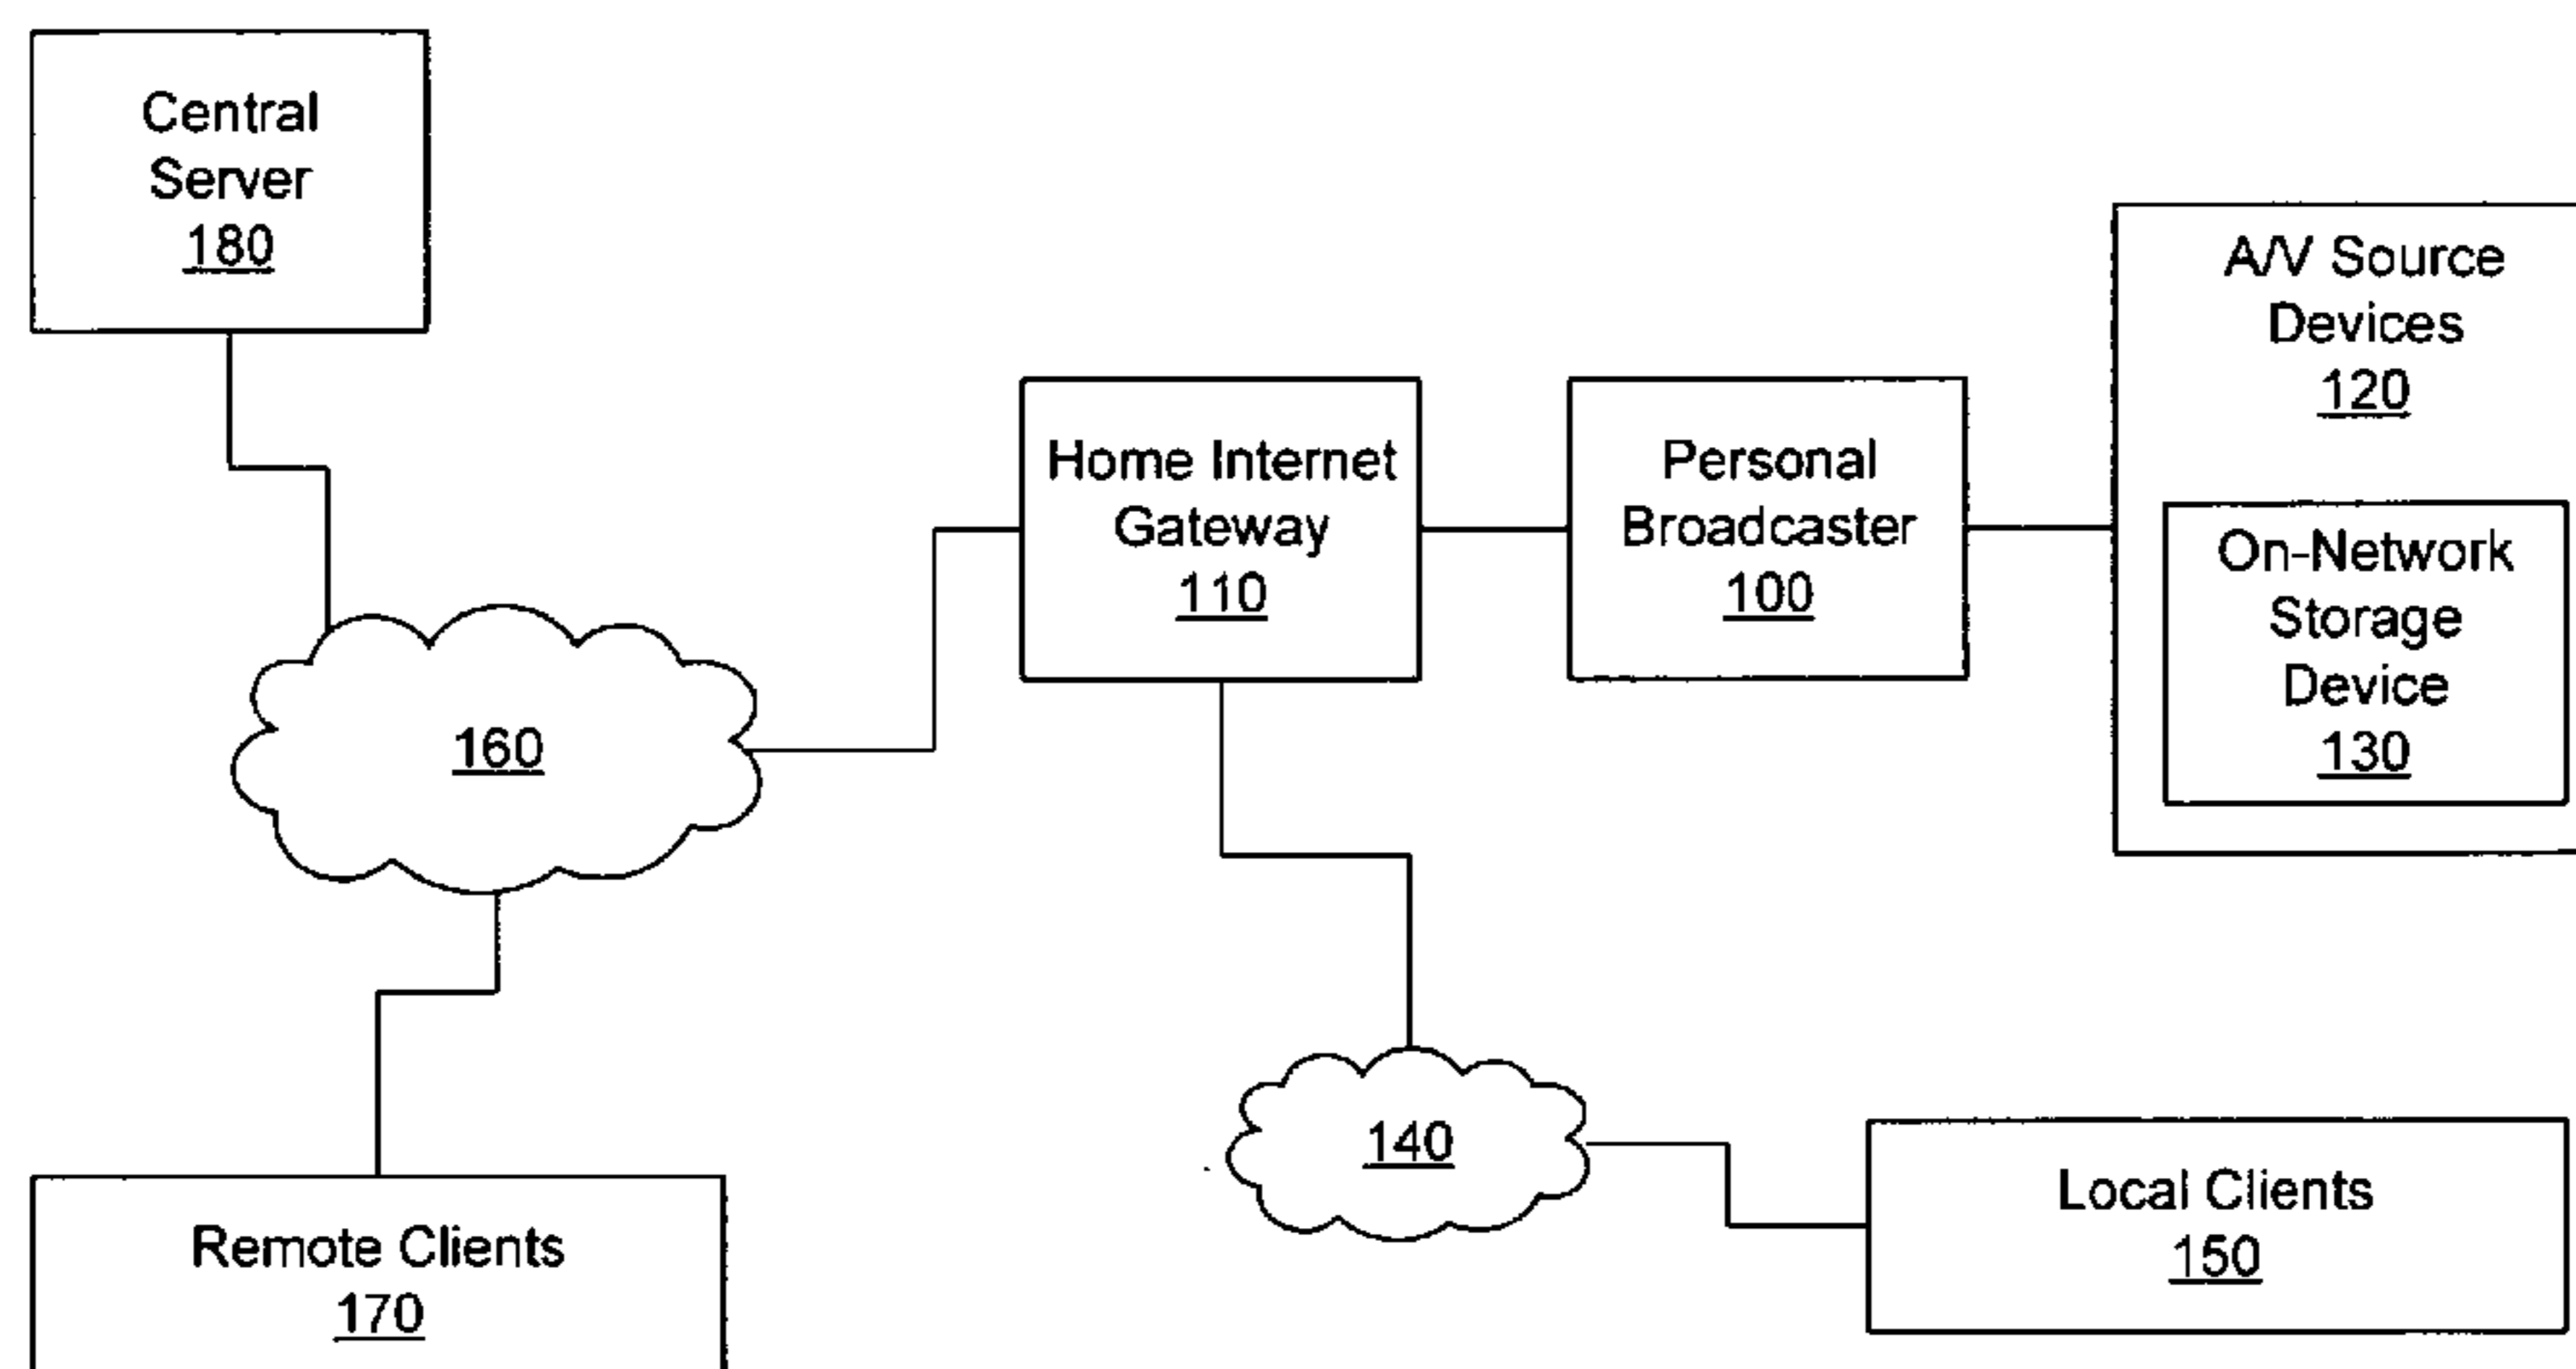 Central
Server
180
A/V Source
Devices
120
Home Internet
Gateway
110
Personal
Broadcaster
100
On-Network
Storage
Device
130
160
140
Local Clients
150
Remote Clients
170